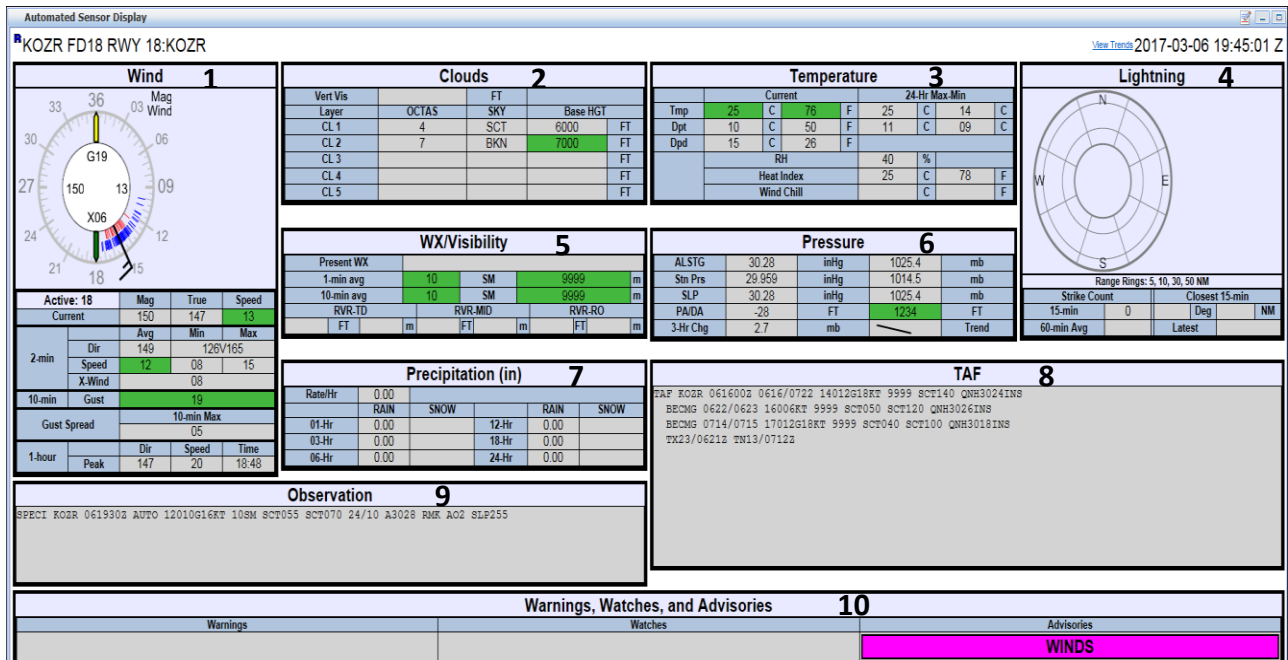 Automated Sensor Display
R KOZR FD18 RWY 18:KOZR
View Trends 2017-03-06 19:45:01 Z
Wind 1
Mag
Wind
36
03
06
09
12
15
18
21
24
27
30
33
G19
150 13
X06
Active: 18 Mag True Speed
Current 150 147 13
Avg Min Max
2-min Dir 149 126V165
Speed 12 08 15
X-Wind 08
10-min Gust 19
Gust Spread 10-min Max
05
1-hour Dir Speed Time
Peak 147 20 18:48
Clouds 2
Vert Vis FT
Layer OCTAS SKY Base HGT
CL 1 4 SCT 6000 FT
CL 2 7 BKN 7000 FT
CL 3 FT
CL 4 FT
CL 5 FT
Temperature 3
Current 24-Hr Max-Min
Tmp 25 C 76 F 25 C 14 C
Dpt 10 C 50 F 11 C 09 C
Dpd 15 C 26 F
RH 40 %
Heat Index 25 C 78 F
Wind Chill C F
Lightning 4
N
W E
S
Range Rings: 5, 10, 30, 50 NM
Strike Count Closest 15-min
15-min 0 Deg NM
60-min Avg Latest
WX/Visibility 5
Present WX
1-min avg 10 SM 9999 m
10-min avg 10 SM 9999 m
RVR-TD RVR-MID RVR-RO
FT m FT m FT m
Pressure 6
ALSTG 30.28 inHg 1025.4 mb
Stn Prs 29.959 inHg 1014.5 mb
SLP 30.28 inHg 1025.4 mb
PA/DA -28 FT 1234 FT
3-Hr Chg 2.7 mb Trend
Precipitation (in) 7
Rate/Hr 0.00
RAIN SNOW RAIN SNOW
01-Hr 0.00 12-Hr 0.00
03-Hr 0.00 18-Hr 0.00
06-Hr 0.00 24-Hr 0.00
TAF 8
TAF KOZR 061600Z 0616/0722 14012G18KT 9999 SCT140 QNH3024INS
BECMG 0622/0623 16006KT 9999 SCT050 SCT120 QNH3026INS
BECMG 0714/0715 17012G18KT 9999 SCT040 SCT100 QNH3018INS
TX23/0621Z TN13/0712Z
Observation 9
SPECI KOZR 061930Z AUTO 12010G16KT 10SM SCT055 SCT070 24/10 A3028 RMK AO2 SLP255
Warnings, Watches, and Advisories 10
Warnings Watches Advisories
WINDS